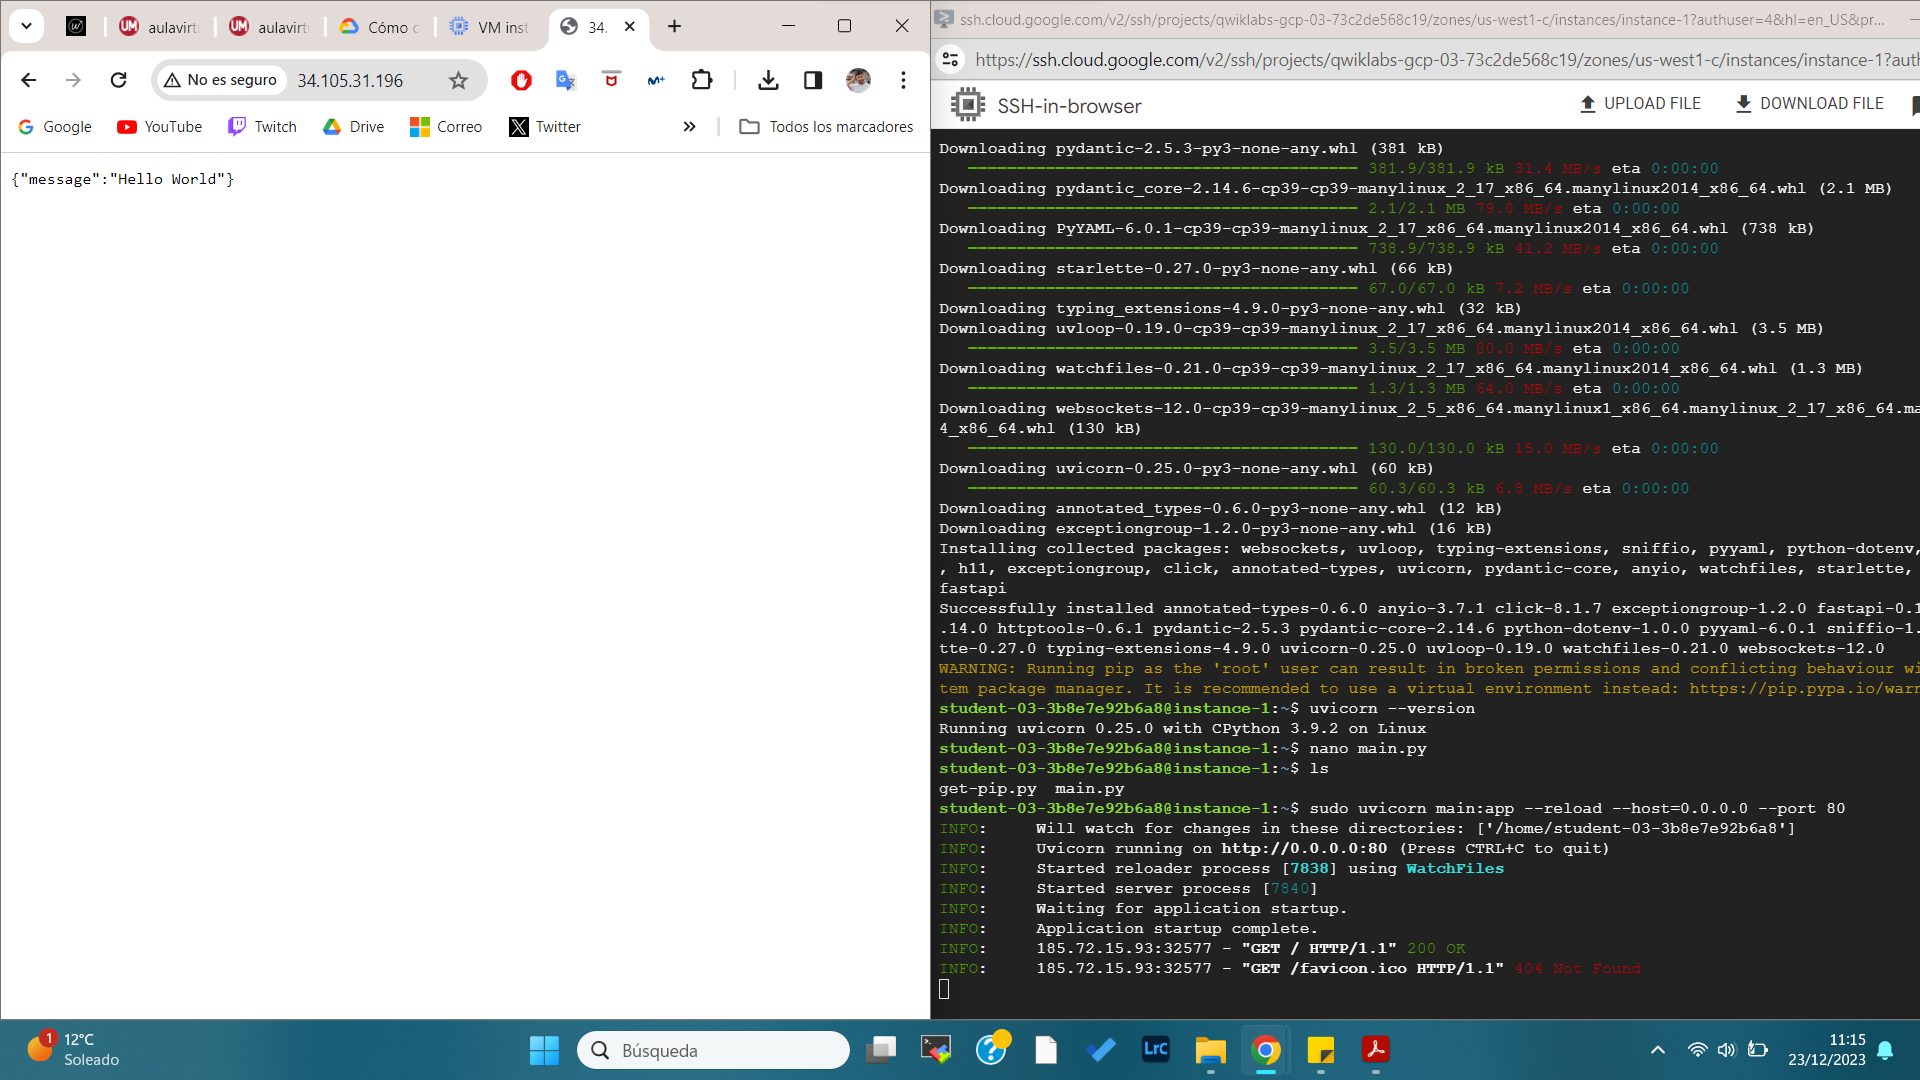 aulavirt
aulavirt
Cómo c
VM inst
34.
No es seguro
34.105.31.196
Google
YouTube
Twitch
Drive
Correo
Twitter
Todos los marcadores
{"message":"Hello World"}
ssh.cloud.google.com/v2/ssh/projects/qwiklabs-gcp-03-73c2de568c19/zones/us-west1-c/instances/instance-1?authuser=4&hl=en_US&pr...
https://ssh.cloud.google.com/v2/ssh/projects/qwiklabs-gcp-03-73c2de568c19/zones/us-west1-c/instances/instance-1?aut
SSH-in-browser
UPLOAD FILE
DOWNLOAD FILE
Downloading pydantic-2.5.3-py3-none-any.whl (381 kB)
381.9/381.9 kB 31.4 MB/s eta 0:00:00
Downloading pydantic_core-2.14.6-cp39-cp39-manylinux_2_17_x86_64.manylinux2014_x86_64.whl (2.1 MB)
2.1/2.1 MB 79.0 MB/s eta 0:00:00
Downloading PyYAML-6.0.1-cp39-cp39-manylinux_2_17_x86_64.manylinux2014_x86_64.whl (738 kB)
738.9/738.9 kB 41.2 MB/s eta 0:00:00
Downloading starlette-0.27.0-py3-none-any.whl (66 kB)
67.0/67.0 kB 7.2 MB/s eta 0:00:00
Downloading typing_extensions-4.9.0-py3-none-any.whl (32 kB)
Downloading uvloop-0.19.0-cp39-cp39-manylinux_2_17_x86_64.manylinux2014_x86_64.whl (3.5 MB)
3.5/3.5 MB 80.0 MB/s eta 0:00:00
Downloading watchfiles-0.21.0-cp39-cp39-manylinux_2_17_x86_64.manylinux2014_x86_64.whl (1.3 MB)
1.3/1.3 MB 64.0 MB/s eta 0:00:00
Downloading websockets-12.0-cp39-cp39-manylinux_2_5_x86_64.manylinux1_x86_64.manylinux_2_17_x86_64.ma
4_x86_64.whl (130 kB)
130.0/130.0 kB 15.0 MB/s eta 0:00:00
Downloading uvicorn-0.25.0-py3-none-any.whl (60 kB)
60.3/60.3 kB 6.8 MB/s eta 0:00:00
Downloading annotated_types-0.6.0-py3-none-any.whl (12 kB)
Downloading exceptiongroup-1.2.0-py3-none-any.whl (16 kB)
Installing collected packages: websockets, uvloop, typing-extensions, sniffio, pyyaml, python-dotenv,
, h11, exceptiongroup, click, annotated-types, uvicorn, pydantic-core, anyio, watchfiles, starlette,
fastapi
Successfully installed annotated-types-0.6.0 anyio-3.7.1 click-8.1.7 exceptiongroup-1.2.0 fastapi-0.1
.14.0 httptools-0.6.1 pydantic-2.5.3 pydantic-core-2.14.6 python-dotenv-1.0.0 pyyaml-6.0.1 sniffio-1.
tte-0.27.0 typing-extensions-4.9.0 uvicorn-0.25.0 uvloop-0.19.0 watchfiles-0.21.0 websockets-12.0
WARNING: Running pip as the 'root' user can result in broken permissions and conflicting behaviour wi
tem package manager. It is recommended to use a virtual environment instead: https://pip.pypa.io/warn
student-03-3b8e7e92b6a8@instance-1:~$ uvicorn --version
Running uvicorn 0.25.0 with CPython 3.9.2 on Linux
student-03-3b8e7e92b6a8@instance-1:~$ nano main.py
student-03-3b8e7e92b6a8@instance-1:~$ ls
get-pip.py  main.py
student-03-3b8e7e92b6a8@instance-1:~$ sudo uvicorn main:app --reload --host=0.0.0.0 --port 80
INFO:     Will watch for changes in these directories: ['/home/student-03-3b8e7e92b6a8']
INFO:     Uvicorn running on http://0.0.0.0:80 (Press CTRL+C to quit)
INFO:     Started reloader process [7838] using WatchFiles
INFO:     Started server process [7840]
INFO:     Waiting for application startup.
INFO:     Application startup complete.
INFO:     185.72.15.93:32577 - "GET / HTTP/1.1" 200 OK
INFO:     185.72.15.93:32577 - "GET /favicon.ico HTTP/1.1" 404 Not Found
1
12°C
Soleado
Búsqueda
LrC
11:15
23/12/2023